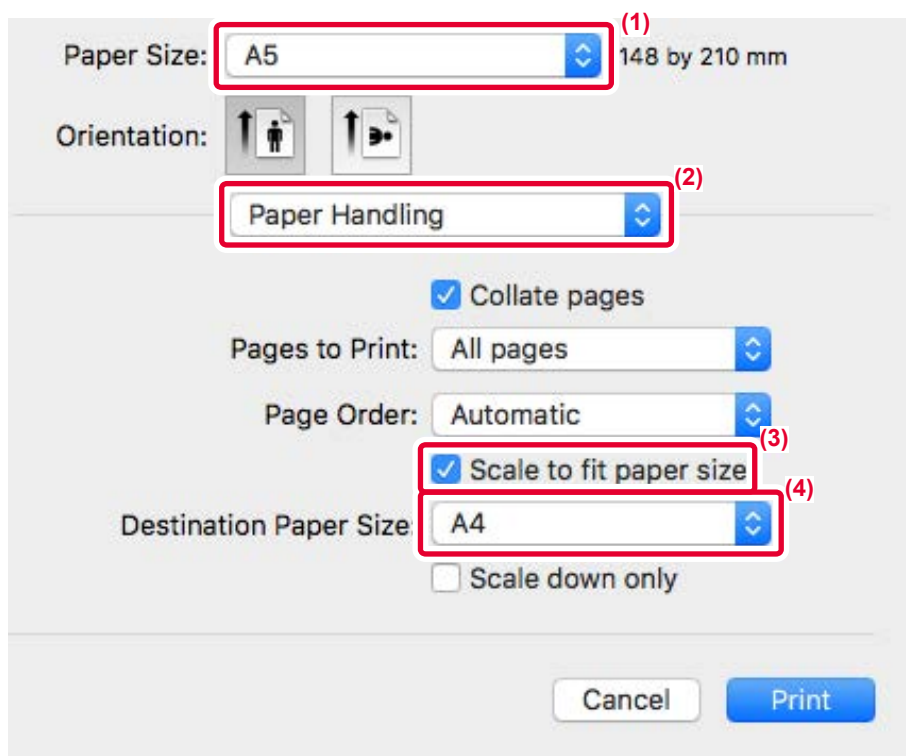 (1)
Paper Size: A5 148 by 210 mm
Orientation:
(2)
Paper Handling
Collate pages
Pages to Print: All pages
Page Order: Automatic
(3)
Scale to fit paper size
(4)
Destination Paper Size: A4
Scale down only
Cancel Print